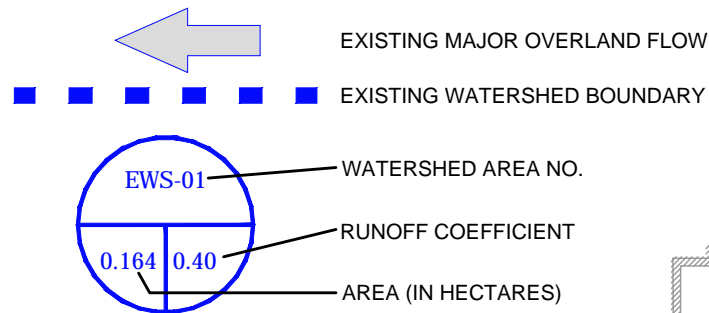 EXISTING MAJOR OVERLAND FLOW
EXISTING WATERSHED BOUNDARY
EWS-01
WATERSHED AREA NO.
RUNOFF COEFFICIENT
0.164 0.40
AREA (IN HECTARES)